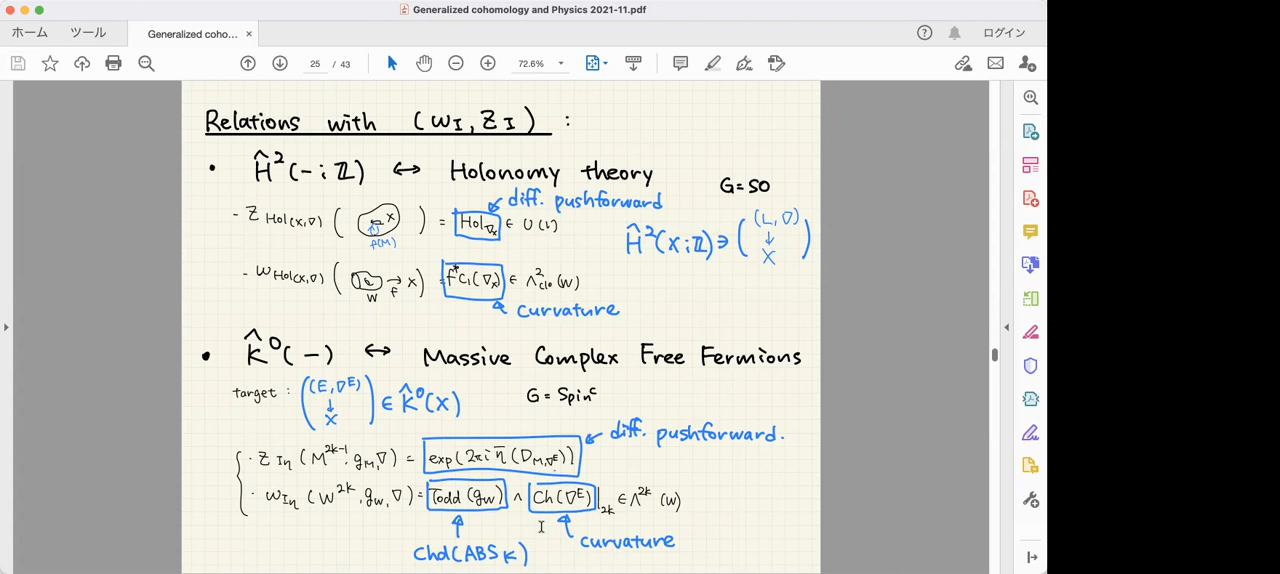 Generalized cohomology and Physics 2021-11.pdf
ホーム ツール Generalized coho... × ログイン
25 / 43 72.6%
Relations with (ω_I, Z_I) :
• Ĥ²(-; ℤ) ↔ Holonomy theory
G = SO
diff. pushforward
- Z_Hol(X,∇) ( f(M) X ) = Hol_∇_X ∈ U(1)
Ĥ²(X; ℤ) ∋ ( (L, ∇) ↓ X )
- ω_Hol(X,∇) ( W → f X ) = f*c₁(∇_X) ∈ Λ²_clo(W)
curvature
• K̂⁰(-) ↔ Massive Complex Free Fermions
target : ( (E, ∇^E) ↓ X ) ∈ K̂⁰(X) G = Spin^c
diff. pushforward.
· Z_Iη (M^{2k-1}, g_M, ∇) = exp(2πi η̄ (D_{M,∇^E}))
· ω_Iη (W^{2k}, g_W, ∇) = Todd(g_W) ∧ Ch(∇^E)|_{2k} ∈ Λ^{2k}(W)
Chd(ABS_K) curvature